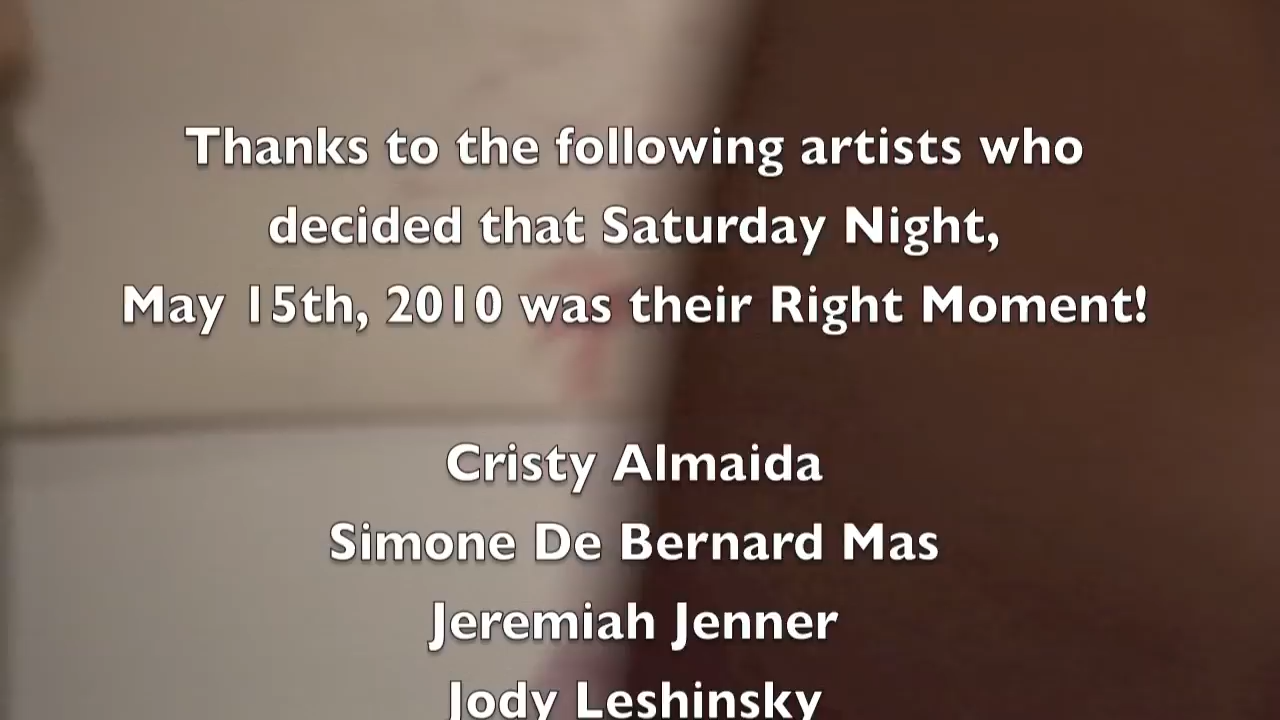 Thanks to the following artists who
decided that Saturday Night,
May 15th, 2010 was their Right Moment!
Cristy Almaida
Simone De Bernard Mas
Jeremiah Jenner
Jody Leshinsky